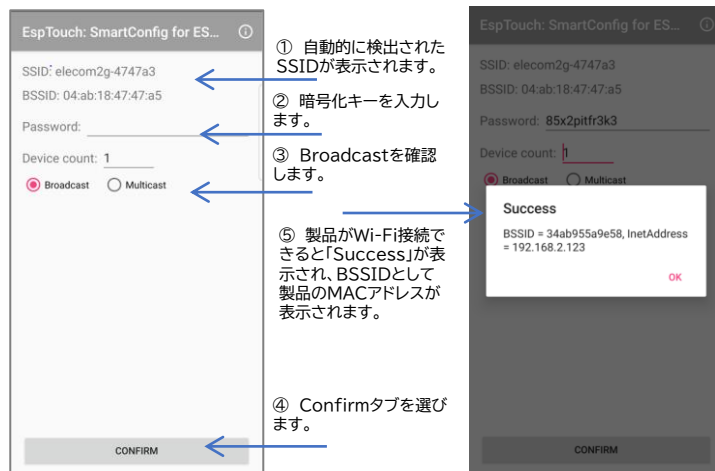 EspTouch: SmartConfig for ES...
SSID: elecom2g-4747a3
BSSID: 04:ab:18:47:47:a5
Password:
Device count: 1
Broadcast
Multicast
CONFIRM
① 自動的に検出された
SSIDが表示されます。
② 暗号化キーを入力し
ます。
③ Broadcastを確認
します。
⑤ 製品がWi-Fi接続で
きると「Success」が表
示され、BSSIDとして
製品のMACアドレスが
表示されます。
④ Confirmタブを選び
ます。
EspTouch: SmartConfig for ES...
SSID: elecom2g-4747a3
BSSID: 04:ab:18:47:47:a5
Password: 85x2pitfr3k3
Device count: 1
Broadcast
Multicast
Success
BSSID = 34ab955a9e58, InetAddress
= 192.168.2.123
OK
CONFIRM